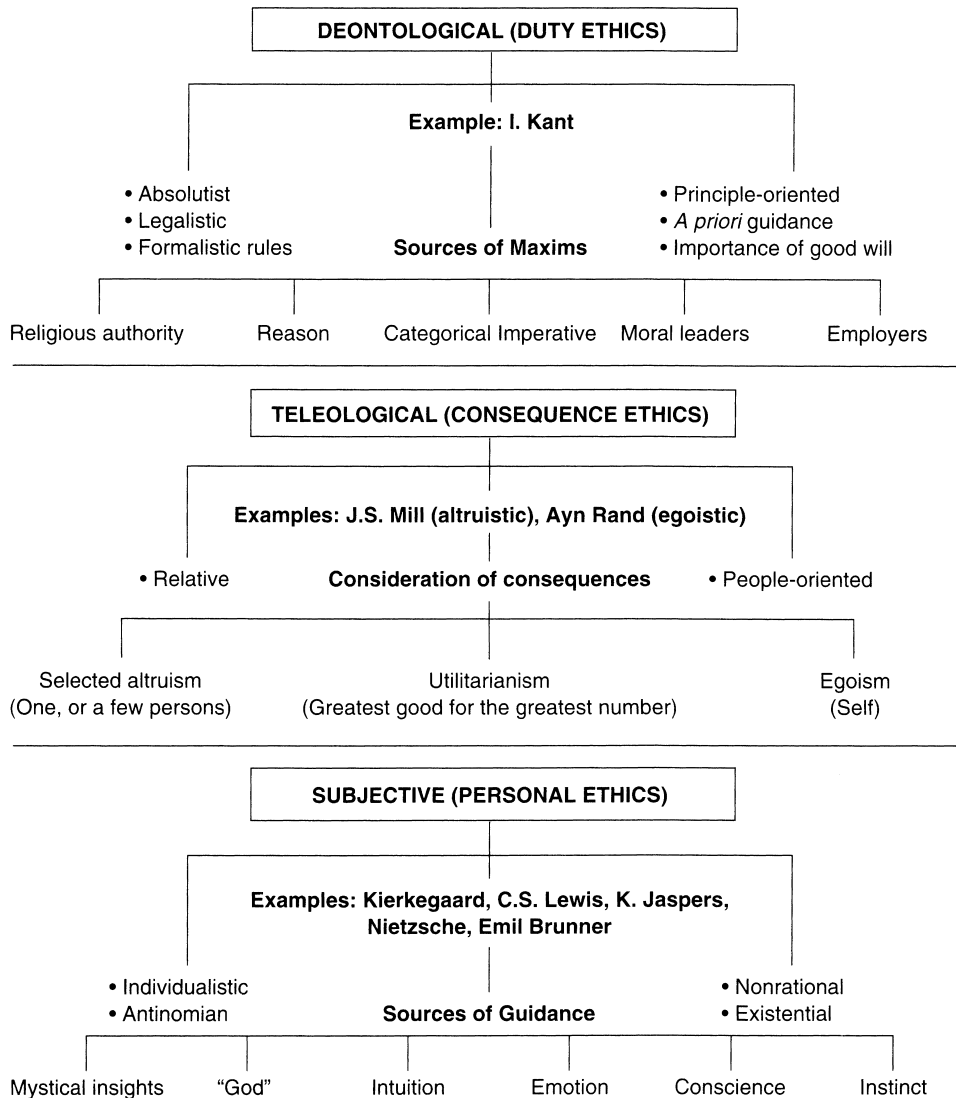 DEONTOLOGICAL (DUTY ETHICS)
Example: I. Kant
• Absolutist
• Legalistic
• Formalistic rules
• Principle-oriented
• A priori guidance
• Importance of good will
Sources of Maxims
Religious authority
Reason
Categorical Imperative
Moral leaders
Employers
TELEOLOGICAL (CONSEQUENCE ETHICS)
Examples: J.S. Mill (altruistic), Ayn Rand (egoistic)
• Relative
Consideration of consequences
• People-oriented
Selected altruism
(One, or a few persons)
Utilitarianism
(Greatest good for the greatest number)
Egoism
(Self)
SUBJECTIVE (PERSONAL ETHICS)
Examples: Kierkegaard, C.S. Lewis, K. Jaspers,
Nietzsche, Emil Brunner
• Individualistic
• Antinomian
Sources of Guidance
• Nonrational
• Existential
Mystical insights
“God”
Intuition
Emotion
Conscience
Instinct